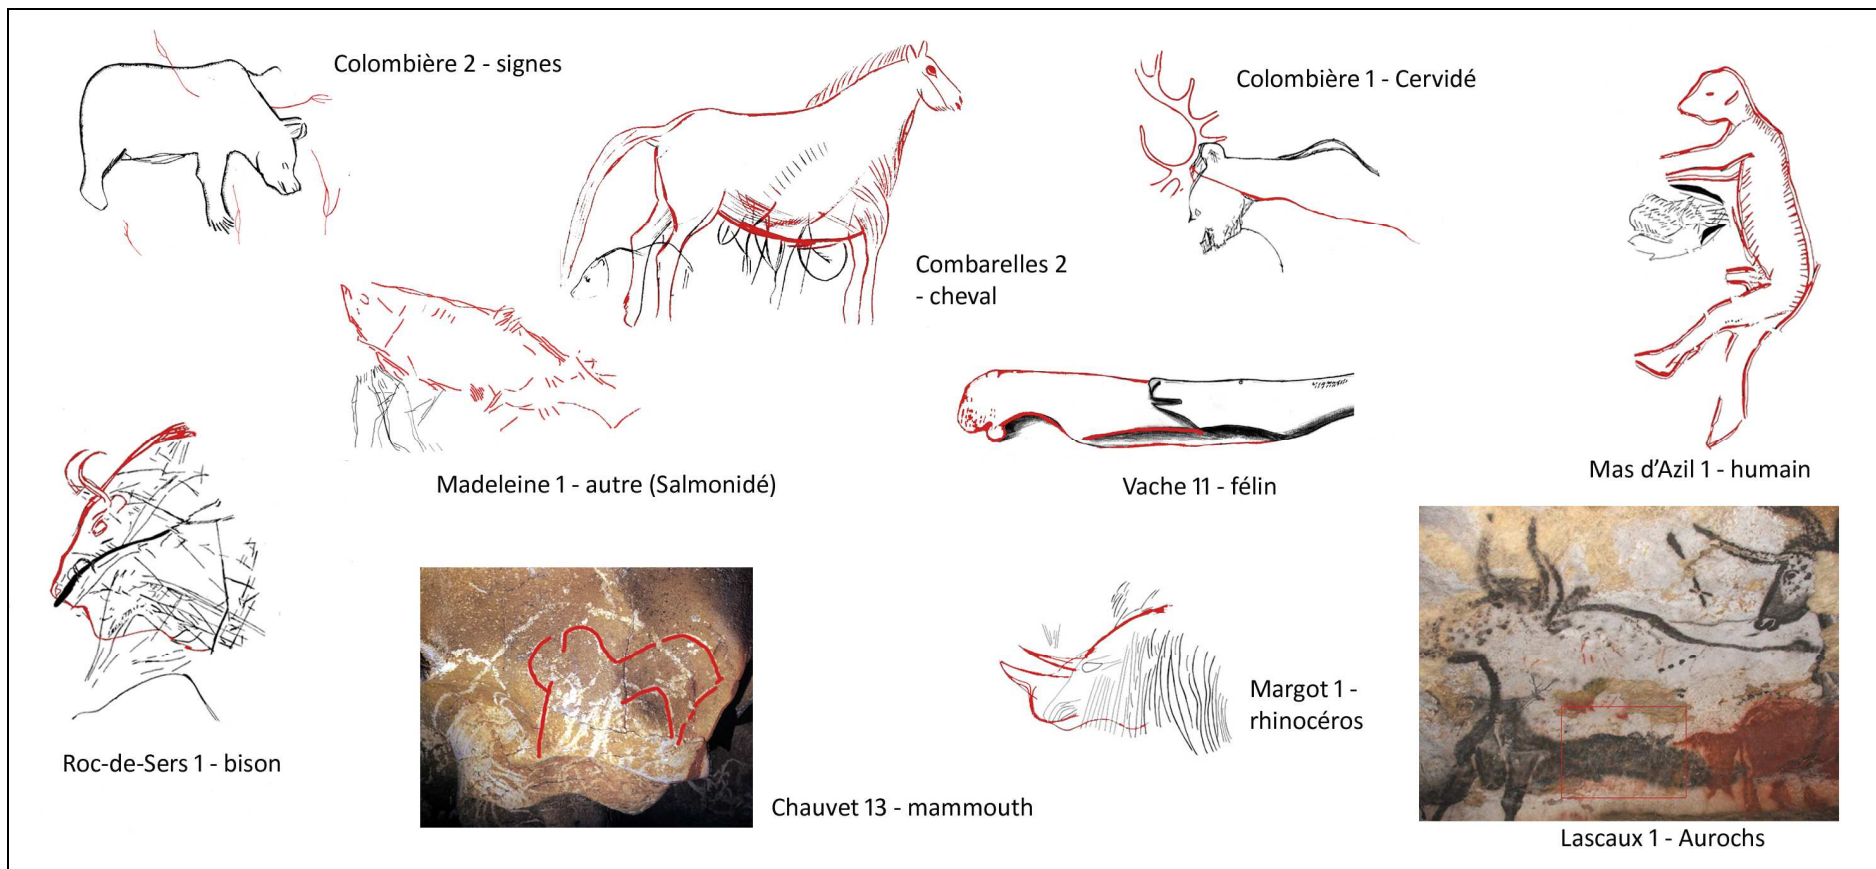 Colombière 2 - signes
Colombière 1 - Cervidé
Combarelles 2
- cheval
Mas d’Azil 1 - humain
Madeleine 1 - autre (Salmonidé)
Vache 11 - félin
Margot 1 -
rhinocéros
Roc-de-Sers 1 - bison
Chauvet 13 - mammouth
Lascaux 1 - Aurochs